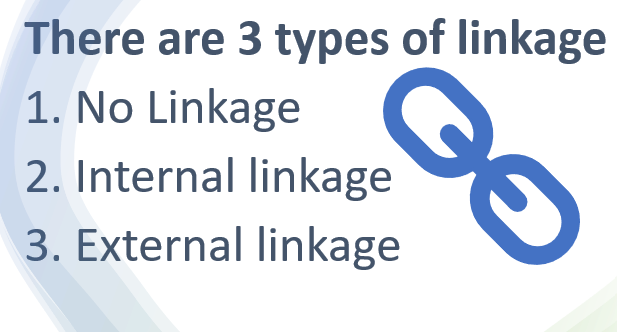 There are 3 types of linkage
1. No Linkage
2. Internal linkage
3. External linkage